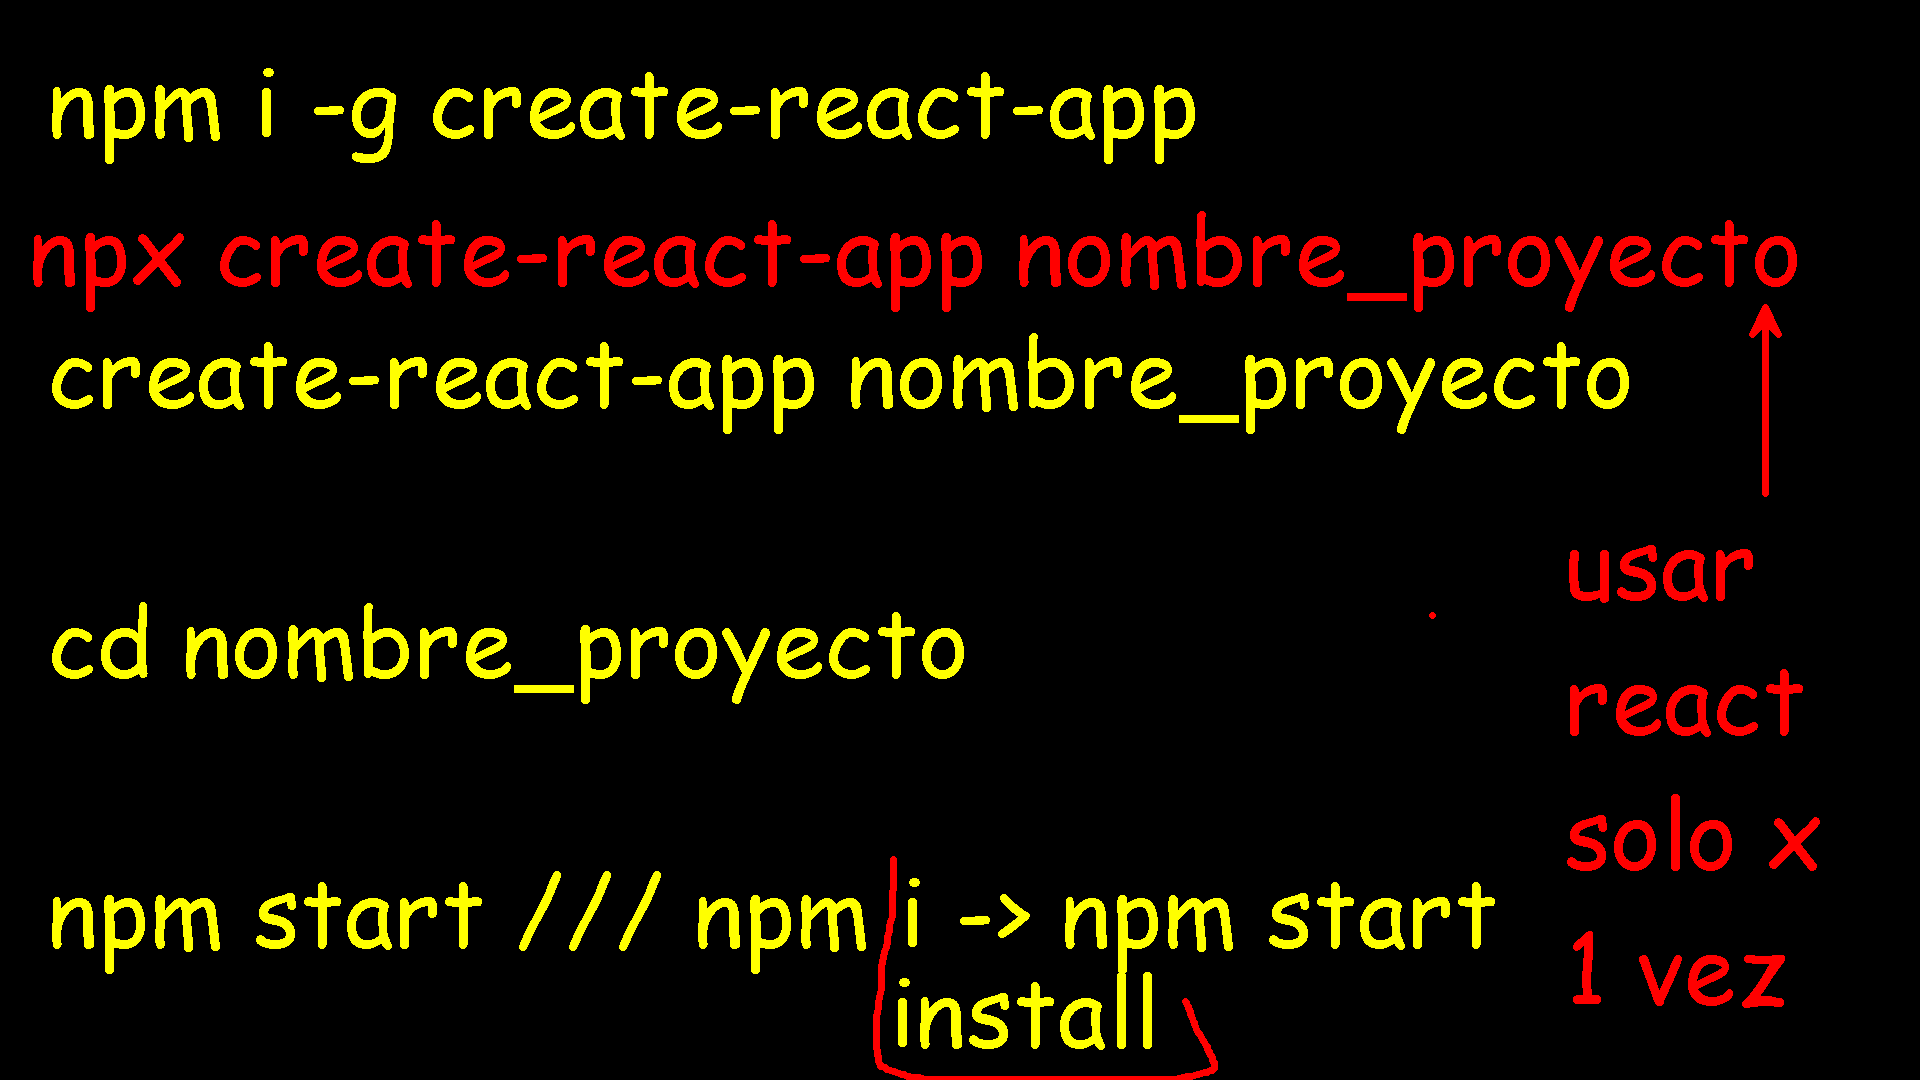 npm i -g create-react-app
npx create-react-app nombre_proyecto
create-react-app nombre_proyecto
cd nombre_proyecto
npm start /// npm i -> npm start
install
usar
react
solo x
1 vez